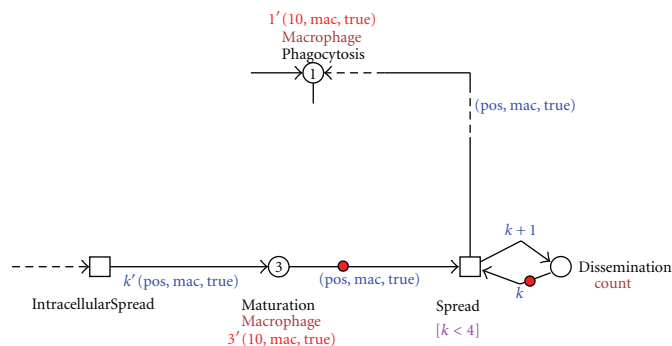 1′(10, mac, true)
Macrophage
Phagocytosis
1
(pos, mac, true)
k + 1
k′(pos, mac, true)
3
(pos, mac, true)
k
Dissemination
count
IntracellularSpread
Maturation
Macrophage
3′(10, mac, true)
Spread
[k < 4]